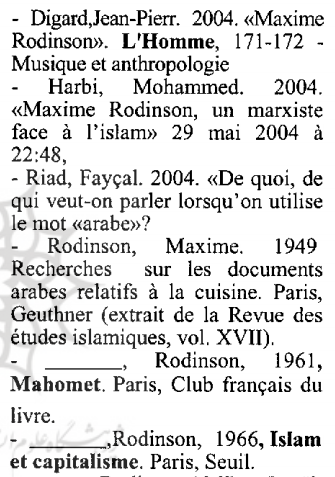 - Digard,Jean-Pierr. 2004. «Maxime
Rodinson». L'Homme, 171-172 -
Musique et anthropologie
- Harbi, Mohammed. 2004.
«Maxime Rodinson, un marxiste
face à l’islam» 29 mai 2004 à
22:48,
- Riad, Fayçal. 2004. «De quoi, de
qui veut-on parler lorsqu’on utilise
le mot «arabe»?
- Rodinson, Maxime. 1949
Recherches sur les documents
arabes relatifs à la cuisine. Paris,
Geuthner (extrait de la Revue des
études islamiques, vol. XVII).
- ________, Rodinson, 1961,
Mahomet. Paris, Club français du
livre.
- ________,Rodinson, 1966, Islam
et capitalisme. Paris, Seuil.